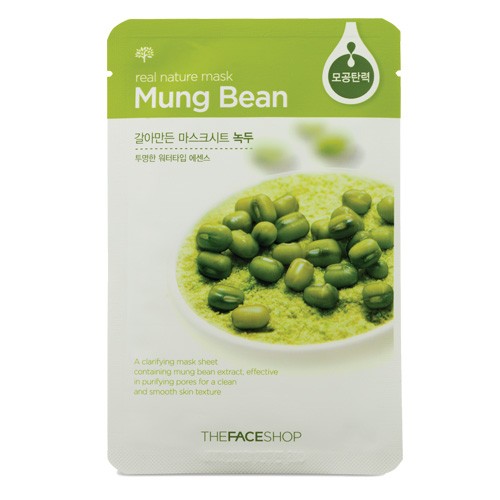 real nature mask
모공탄력
Mung Bean
갈아만든 마스크시트 녹두
투명한 워터타입 에센스
A clarifying mask sheet
containing mung bean extract, effective
in purifying pores for a clean
and smooth skin texture
THEFACESHOP